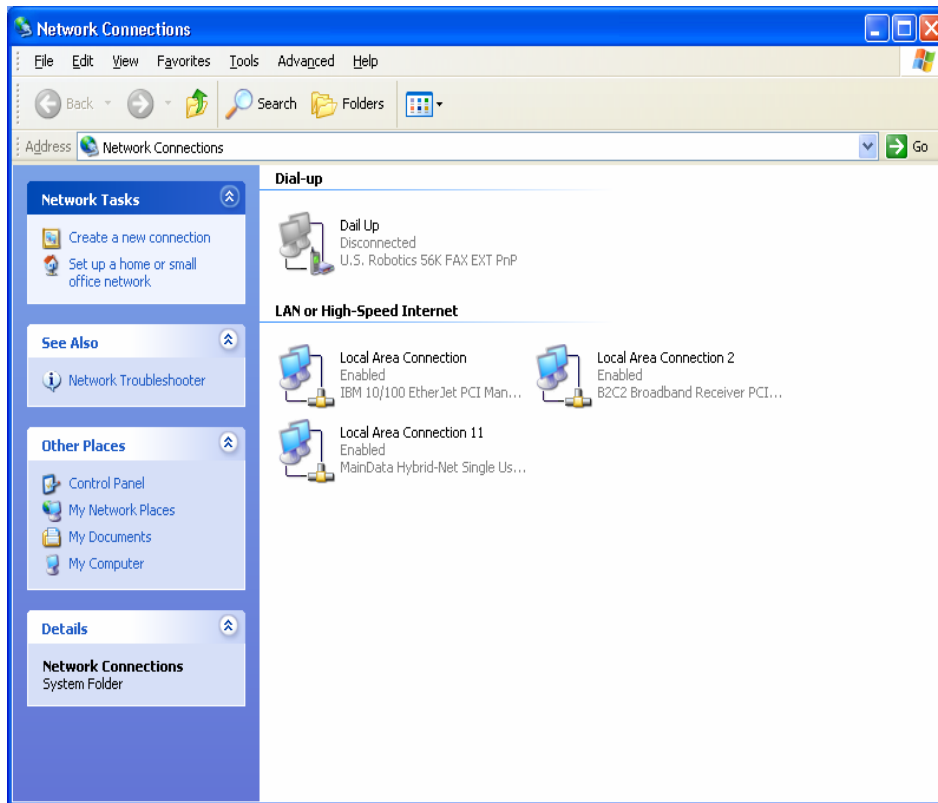 Network Connections
File Edit View Favorites Tools Advanced Help
Back Search Folders
Address Network Connections Go
Network Tasks
Create a new connection
Set up a home or small
office network
See Also
Network Troubleshooter
Other Places
Control Panel
My Network Places
My Documents
My Computer
Details
Network Connections
System Folder
Dial-up
Dail Up
Disconnected
U.S. Robotics 56K FAX EXT PnP
LAN or High-Speed Internet
Local Area Connection
Enabled
IBM 10/100 EtherJet PCI Man...
Local Area Connection 2
Enabled
B2C2 Broadband Receiver PCI...
Local Area Connection 11
Enabled
MainData Hybrid-Net Single Us...